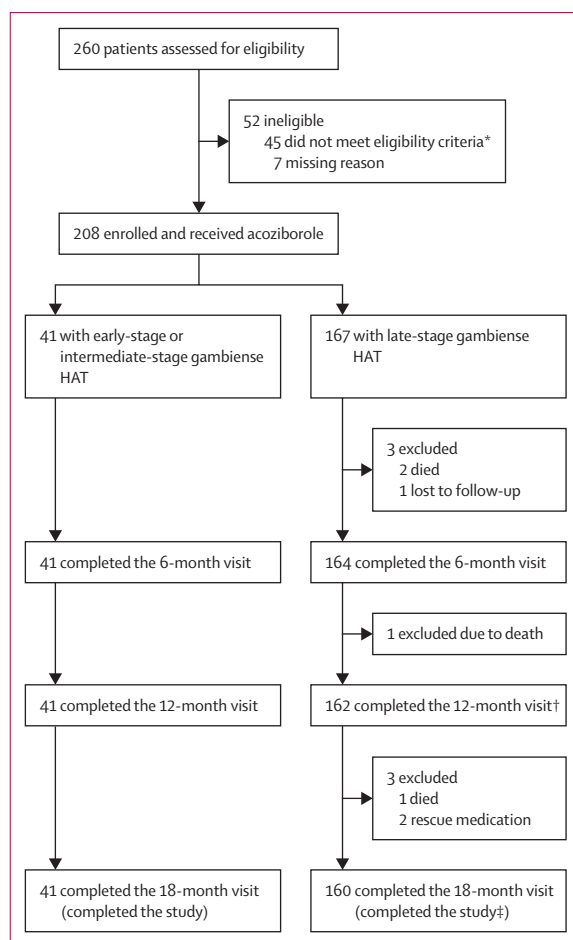 260 patients assessed for eligibility
52 ineligible
45 did not meet eligibility criteria*
7 missing reason
208 enrolled and received acoziborole
41 with early-stage or
intermediate-stage gambiense
HAT
167 with late-stage gambiense
HAT
3 excluded
2 died
1 lost to follow-up
41 completed the 6-month visit
164 completed the 6-month visit
1 excluded due to death
41 completed the 12-month visit
162 completed the 12-month visit†
3 excluded
1 died
2 rescue medication
41 completed the 18-month visit
(completed the study)
160 completed the 18-month visit
(completed the study‡)